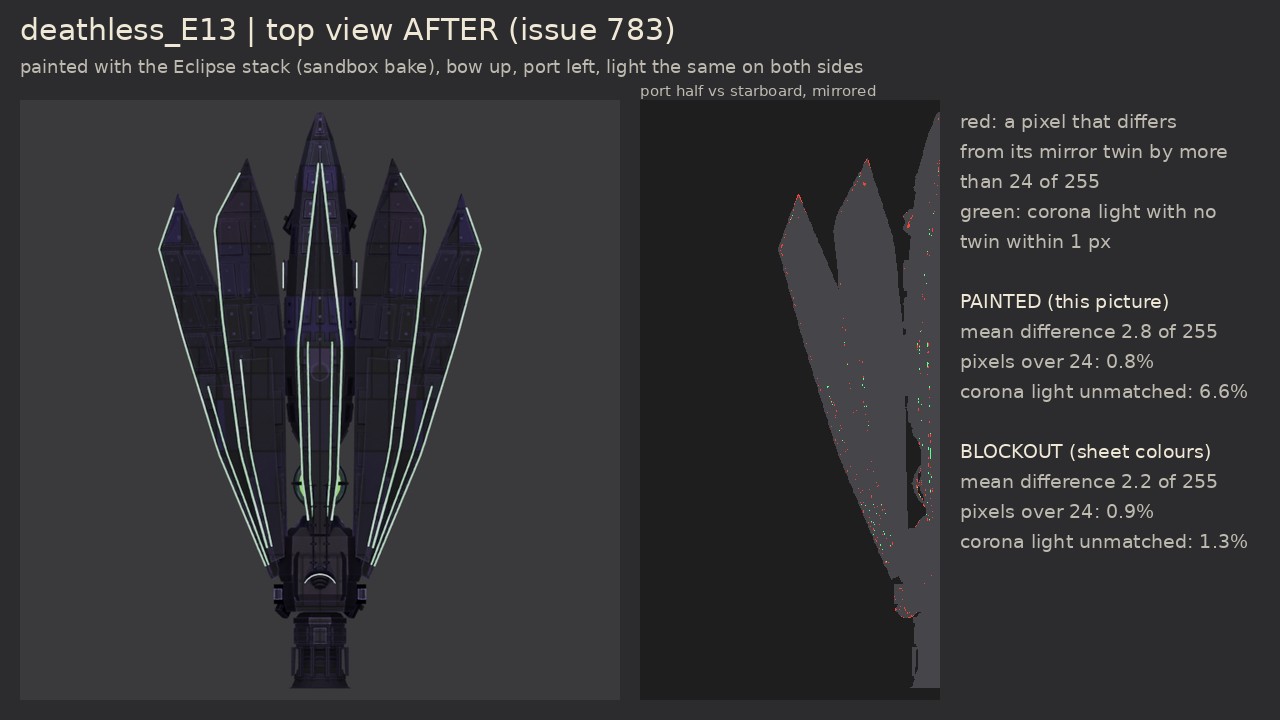 deathless_E13 | top view AFTER (issue 783)
painted with the Eclipse stack (sandbox bake), bow up, port left, light the same on both sides
port half vs starboard, mirrored
red: a pixel that differs
from its mirror twin by more
than 24 of 255
green: corona light with no
twin within 1 px
PAINTED (this picture)
mean difference 2.8 of 255
pixels over 24: 0.8%
corona light unmatched: 6.6%
BLOCKOUT (sheet colours)
mean difference 2.2 of 255
pixels over 24: 0.9%
corona light unmatched: 1.3%